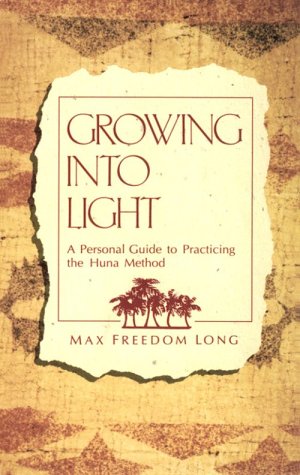 GROWING
INTO
LIGHT
A Personal Guide to Practicing
the Huna Method
MAX FREEDOM LONG